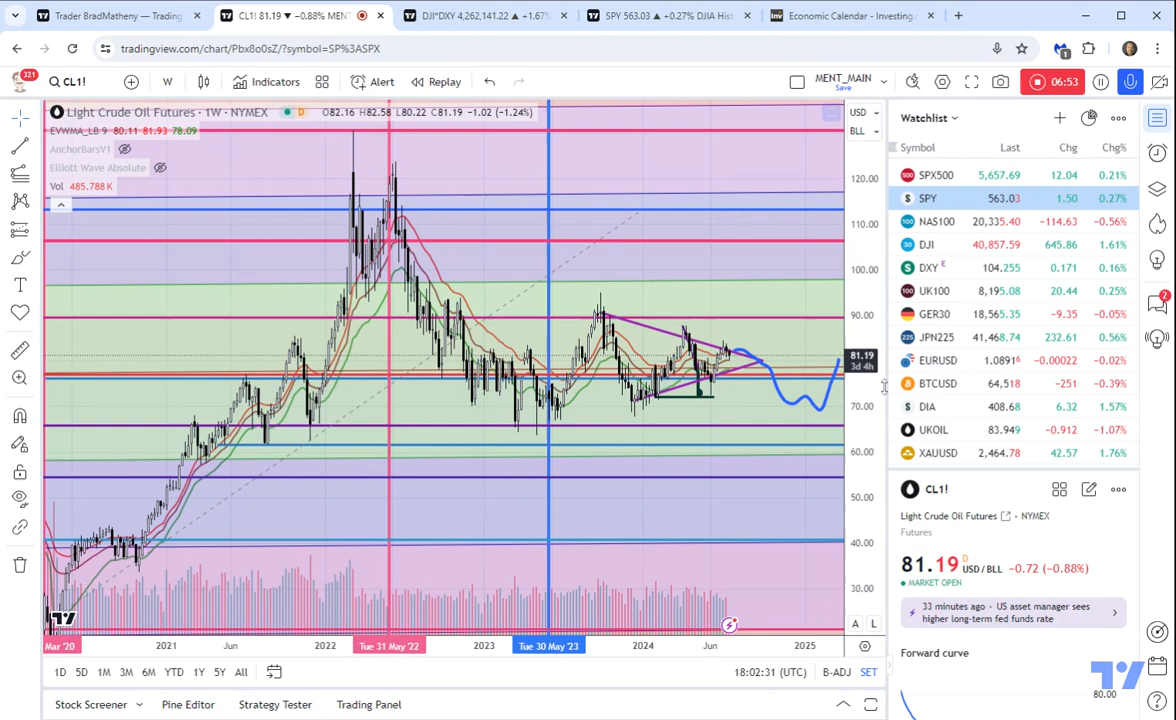 Trader BradMatheny — Trading
CL1! 81.19 ▼ −0.88% MENT
DJI*DXY 4,262,141.22 ▲ +1.67%
SPY 563.03 ▲ +0.27% DJIA Hist
Economic Calendar - Investing.
tradingview.com/chart/Pbx8o0sZ/?symbol=SP%3ASPX
1
321
CL1!
W
Indicators
Alert
Replay
MENT_MAIN
Save
06:53
Light Crude Oil Futures · 1W · NYMEX D O82.16 H82.58 L80.22 C81.19 −1.02 (−1.24%)
EVWMA_LB 9 80.11 81.93 78.09
AnchorBarsV1
Elliott Wave Absolute
Vol 485.788K
USD
BLL
120.00
110.00
100.00
90.00
81.19
3d 4h
70.00
60.00
50.00
40.00
30.00
A L
Mar '20 2021 Jun 2022 Tue 31 May '22 2023 Tue 30 May '23 2024 Jun 2025
1D 5D 1M 3M 6M YTD 1Y 5Y All
18:02:31 (UTC) B-ADJ SET
Stock Screener Pine Editor Strategy Tester Trading Panel
Watchlist
Symbol Last Chg Chg%
SPX500 5,657.69 12.04 0.21%
SPY 563.03 1.50 0.27%
NAS100 20,335.40 −114.63 −0.56%
DJI 40,857.59 645.86 1.61%
DXY E 104.255 0.171 0.16%
UK100 8,195.08 20.44 0.25%
GER30 18,565.35 −9.35 −0.05%
JPN225 41,468.74 232.61 0.56%
EURUSD 1.08916 −0.00022 −0.02%
BTCUSD 64,518 −251 −0.39%
DIA 408.68 6.32 1.57%
UKOIL 83.949 −0.912 −1.07%
XAUUSD 2,464.78 42.57 1.76%
2
CL1!
Light Crude Oil Futures · NYMEX
Futures
81.19 D USD / BLL −0.72 (−0.88%)
MARKET OPEN
33 minutes ago · US asset manager sees
higher long-term fed funds rate
Forward curve
80.00